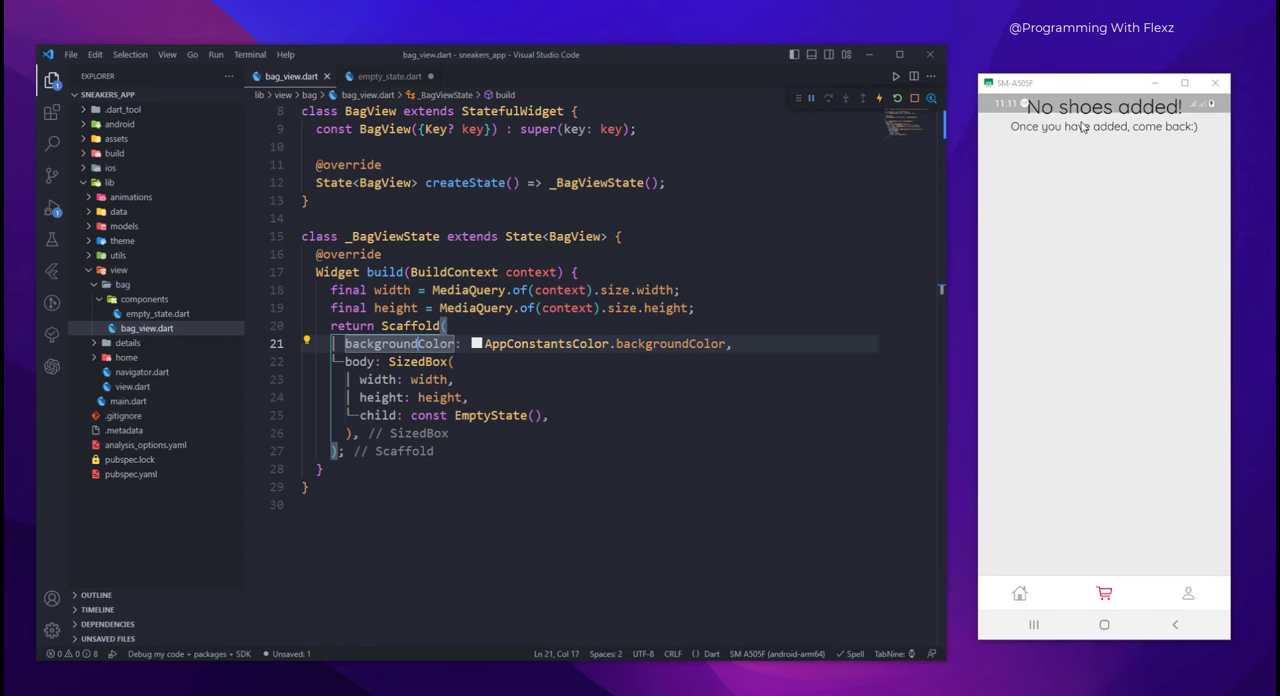 @Programming With Flexz
File Edit Selection View Go Run Terminal Help
bag_view.dart - sneakers_app - Visual Studio Code
SM-A505F
EXPLORER
bag_view.dart
empty_state.dart
SNEAKERS_APP
.dart_tool
android
assets
build
ios
lib
animations
data
models
theme
utils
view
bag
components
empty_state.dart
bag_view.dart
details
home
navigator.dart
view.dart
main.dart
.gitignore
.metadata
analysis_options.yaml
pubspec.lock
pubspec.yaml
OUTLINE
TIMELINE
DEPENDENCIES
UNSAVED FILES
lib > view > bag > bag_view.dart > _BagViewState > build
8 class BagView extends StatefulWidget {
9 const BagView({Key? key}) : super(key: key);
10
11 @override
12 State<BagView> createState() => _BagViewState();
13 }
14
15 class _BagViewState extends State<BagView> {
16 @override
17 Widget build(BuildContext context) {
18 final width = MediaQuery.of(context).size.width;
19 final height = MediaQuery.of(context).size.height;
20 return Scaffold(
21 backgroundColor: AppConstantsColor.backgroundColor,
22 body: SizedBox(
23 width: width,
24 height: height,
25 child: const EmptyState(),
26 ), // SizedBox
27 ); // Scaffold
28 }
29 }
30
11:11
No shoes added!
Once you have added, come back:)
0 0 8 Debug my code + packages + SDK Unsaved: 1 Ln 21, Col 17 Spaces: 2 UTF-8 CRLF {} Dart SM A505F (android-arm64) Spell TabNine: